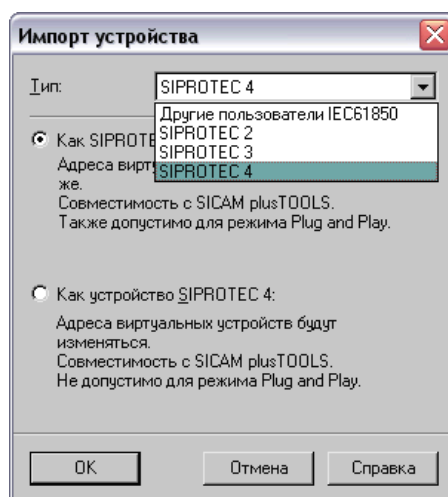 Импорт устройства
Тип: SIPROTEC 4
Другие пользователи IEC61850
SIPROTEC 2
SIPROTEC 3
SIPROTEC 4
Как SIPROTE
Адреса вирту
же.
Совместимость с SICAM plusTOOLS.
Также допустимо для режима Plug and Play.
Как устройство SIPROTEC 4:
Адреса виртуальных устройств будут
изменяться.
Совместимость с SICAM plusTOOLS.
Не допустимо для режима Plug and Play.
OK Отмена Справка